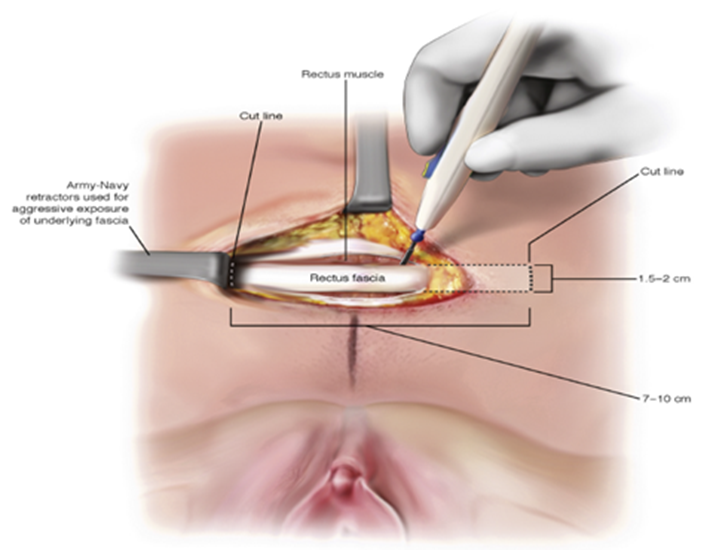 Rectus muscle
Cut line
Cut line
Army-Navy
retractors used for
aggressive exposure
of underlying fascia
Rectus fascia
1.5–2 cm
7–10 cm